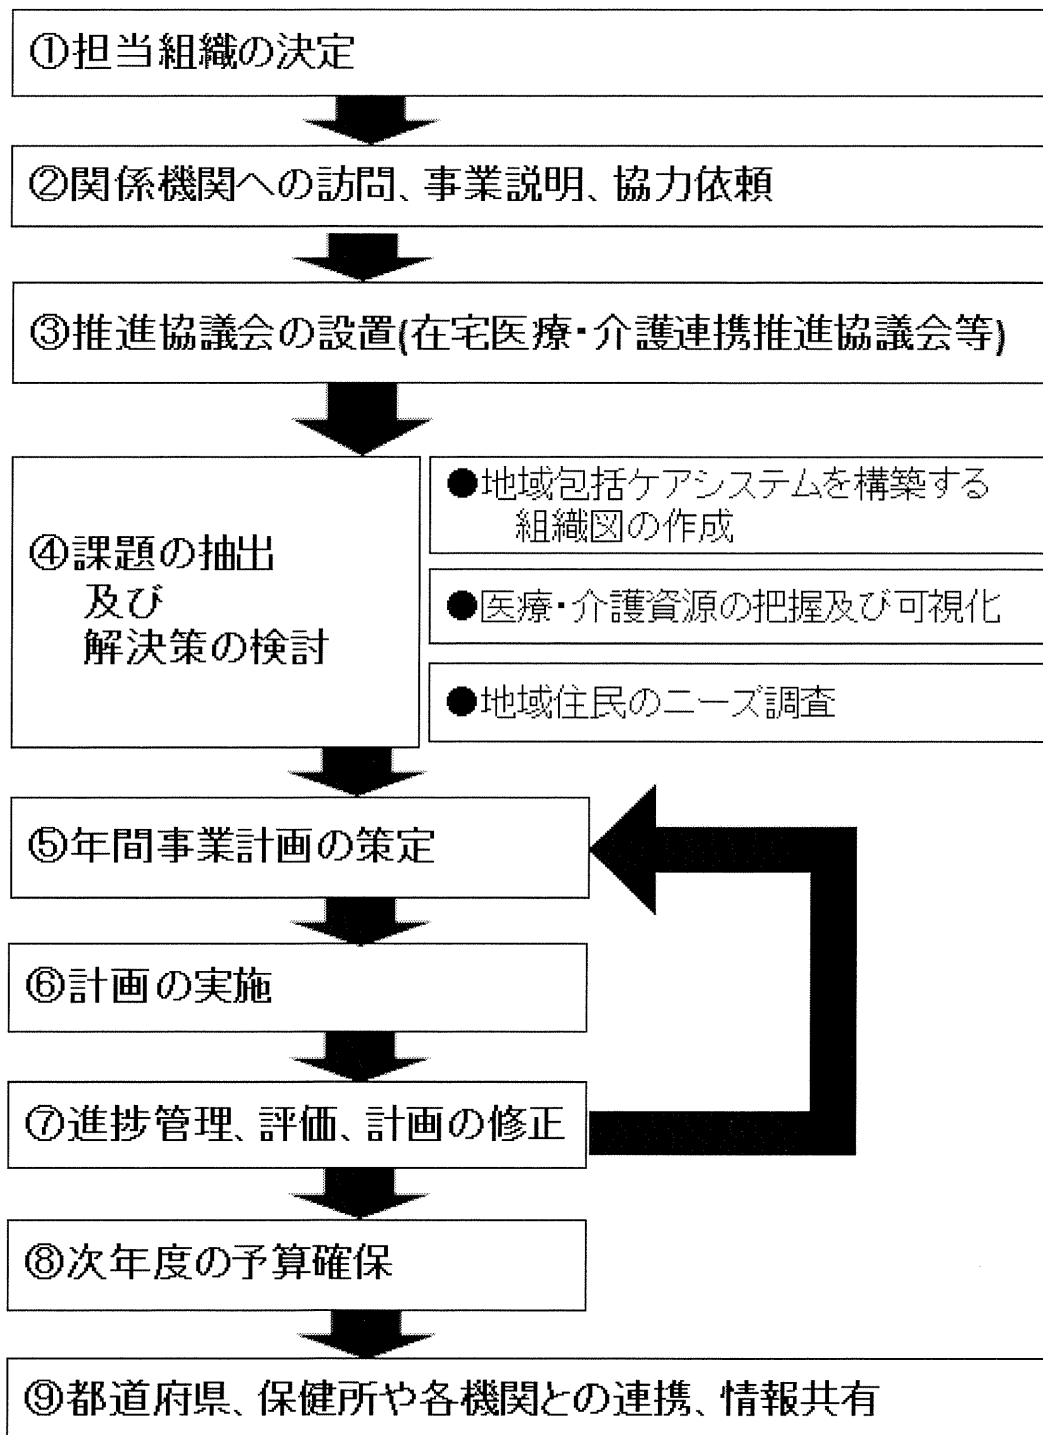 ①担当組織の決定
②関係機関への訪問、事業説明、協力依頼
③推進協議会の設置(在宅医療・介護連携推進協議会等)
④課題の抽出
及び
解決策の検討
●地域包括ケアシステムを構築する
組織図の作成
●医療・介護資源の把握及び可視化
●地域住民のニーズ調査
⑤年間事業計画の策定
⑥計画の実施
⑦進捗管理、評価、計画の修正
⑧次年度の予算確保
⑨都道府県、保健所や各機関との連携、情報共有